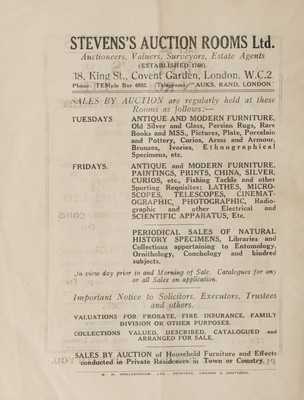 STEVENS'S AUCTION ROOMS Ltd.
Auctioneers, Valuers, Surveyors, Estate Agents
(ESTABLISHED 1760).
38, King St., Covent Garden, London, W.C.2
Phone: TEMple Bar 6882. Telegrams: "AUKS, RAND, LONDON"
SALES BY AUCTION are regularly held at these
Rooms as follows:—
TUESDAYS ANTIQUE AND MODERN FURNITURE,
Old Silver and Glass, Persian Rugs, Rare
Books and MSS., Pictures, Plate, Porcelain
and Pottery, Curios, Arms and Armour,
Bronzes, Ivories, Ethnographical
Specimens, etc.
FRIDAYS. ANTIQUE and MODERN FURNITURE,
PAINTINGS, PRINTS, CHINA, SILVER,
CURIOS, etc., Fishing Tackle and other
Sporting Requisites; LATHES, MICRO-
SCOPES, TELESCOPES, CINEMAT-
OGRAPHIC, PHOTOGRAPHIC, Radio-
graphic and other Electrical and
SCIENTIFIC APPARATUS, Etc.
PERIODICAL SALES OF NATURAL
HISTORY SPECIMENS, Libraries and
Collections appertaining to Entomology,
Ornithology, Conchology and kindred
subjects.
On view day prior to and Morning of Sale. Catalogues for any
or all Sales on application.
Important Notice to Solicitors, Executors, Trustees
and others.
VALUATIONS FOR PROBATE, FIRE INSURANCE, FAMILY
DIVISION OR OTHER PURPOSES.
COLLECTIONS VALUED, DESCRIBED, CATALOGUED and
ARRANGED FOR SALE.
SALES BY AUCTION of Household Furniture and Effects
conducted in Private Residences in Town or Country.
LTD., PRINTERS, LONDON &